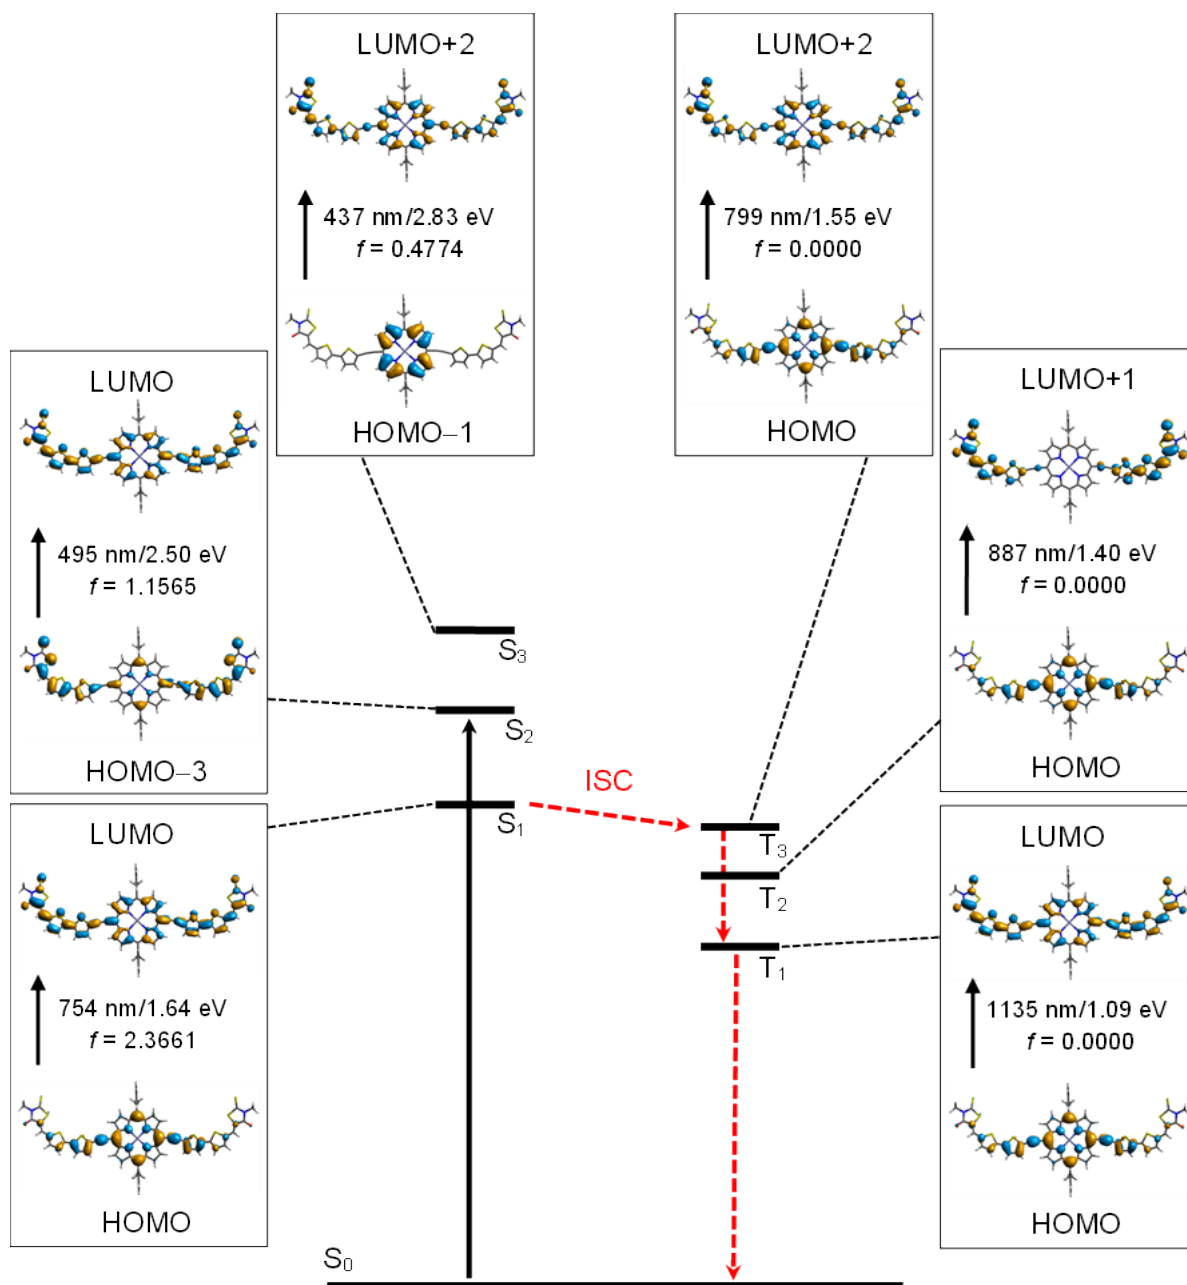 LUMO+2
437 nm/2.83 eV
f = 0.4774
HOMO−1
LUMO+2
799 nm/1.55 eV
f = 0.0000
HOMO
LUMO
495 nm/2.50 eV
f = 1.1565
HOMO−3
LUMO+1
887 nm/1.40 eV
f = 0.0000
HOMO
LUMO
754 nm/1.64 eV
f = 2.3661
HOMO
LUMO
1135 nm/1.09 eV
f = 0.0000
HOMO
S3
S2
S1
ISC
T3
T2
T1
S0